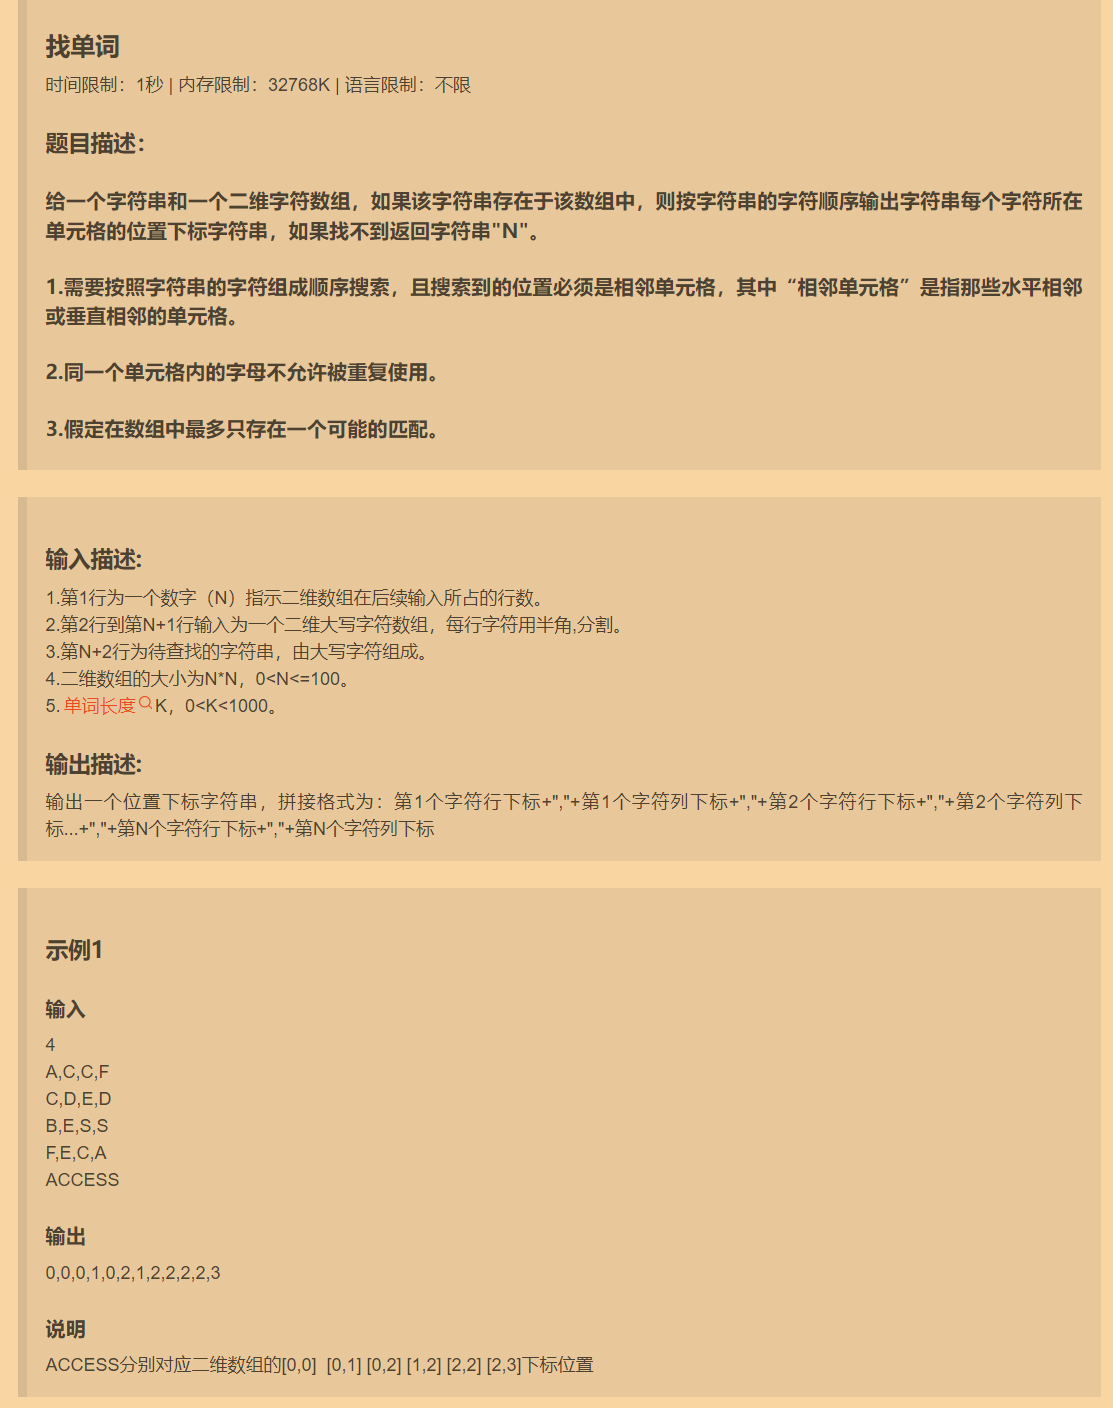 找单词
时间限制：1秒 | 内存限制：32768K | 语言限制：不限
题目描述：
给一个字符串和一个二维字符数组，如果该字符串存在于该数组中，则按字符串的字符顺序输出字符串每个字符所在
单元格的位置下标字符串，如果找不到返回字符串"N"。
1.需要按照字符串的字符组成顺序搜索，且搜索到的位置必须是相邻单元格，其中“相邻单元格”是指那些水平相邻
或垂直相邻的单元格。
2.同一个单元格内的字母不允许被重复使用。
3.假定在数组中最多只存在一个可能的匹配。
输入描述:
1.第1行为一个数字（N）指示二维数组在后续输入所占的行数。
2.第2行到第N+1行输入为一个二维大写字符数组，每行字符用半角,分割。
3.第N+2行为待查找的字符串，由大写字符组成。
4.二维数组的大小为N*N，0<N<=100。
5. 单词长度K，0<K<1000。
输出描述:
输出一个位置下标字符串，拼接格式为：第1个字符行下标+","+第1个字符列下标+","+第2个字符行下标+","+第2个字符列下
标...+","+第N个字符行下标+","+第N个字符列下标
示例1
输入
4
A,C,C,F
C,D,E,D
B,E,S,S
F,E,C,A
ACCESS
输出
0,0,0,1,0,2,1,2,2,2,2,3
说明
ACCESS分别对应二维数组的[0,0]  [0,1] [0,2] [1,2] [2,2] [2,3]下标位置